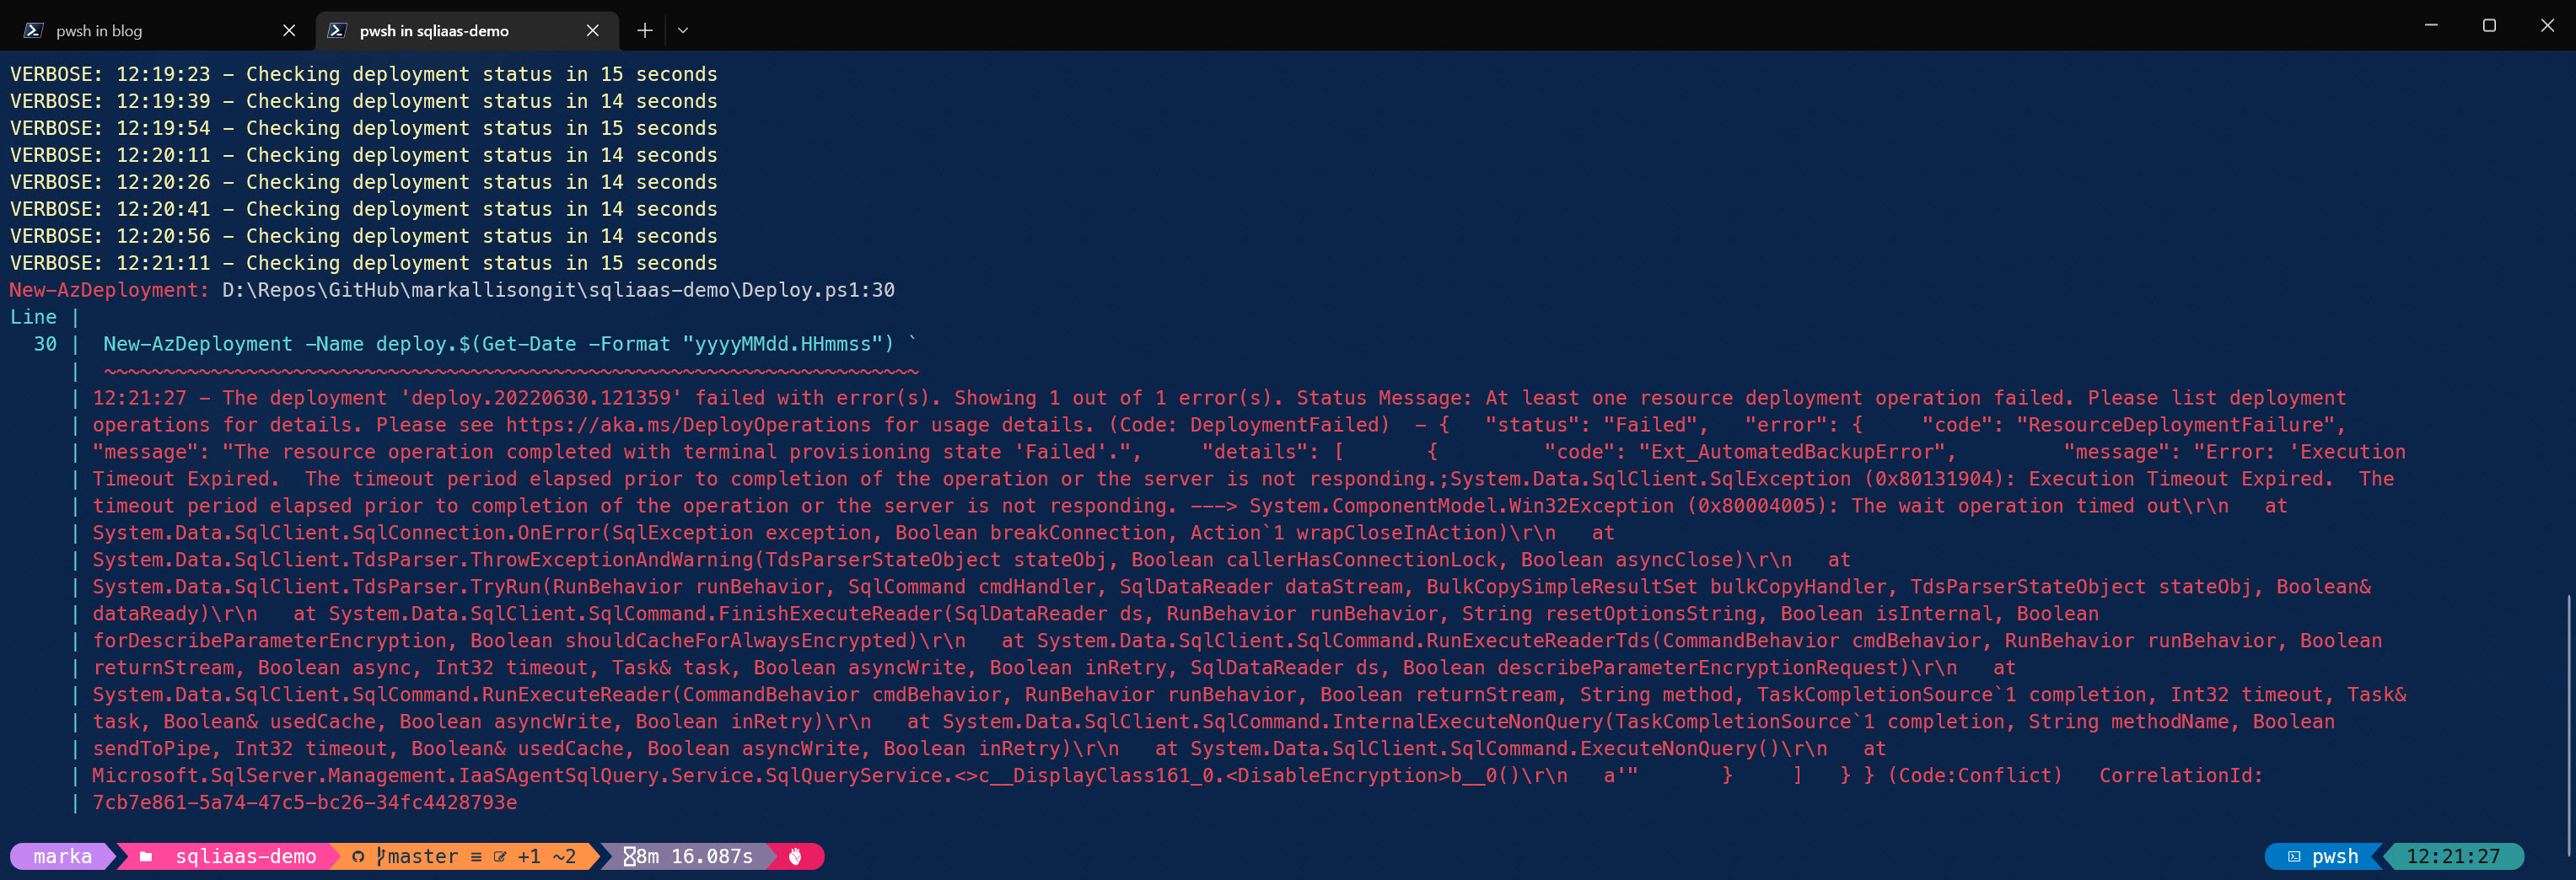 pwsh in blog
pwsh in sqliaas-demo
VERBOSE: 12:19:23 - Checking deployment status in 15 seconds
VERBOSE: 12:19:39 - Checking deployment status in 14 seconds
VERBOSE: 12:19:54 - Checking deployment status in 15 seconds
VERBOSE: 12:20:11 - Checking deployment status in 14 seconds
VERBOSE: 12:20:26 - Checking deployment status in 14 seconds
VERBOSE: 12:20:41 - Checking deployment status in 14 seconds
VERBOSE: 12:20:56 - Checking deployment status in 14 seconds
VERBOSE: 12:21:11 - Checking deployment status in 15 seconds
New-AzDeployment: D:\Repos\GitHub\markallisongit\sqliaas-demo\Deploy.ps1:30
Line |
  30 |  New-AzDeployment -Name deploy.$(Get-Date -Format "yyyyMMdd.HHmmss") `
     |  ~~~~~~~~~~~~~~~~~~~~~~~~~~~~~~~~~~~~~~~~~~~~~~~~~~~~~~~~~~~~~~~~~~~~~
     | 12:21:27 - The deployment 'deploy.20220630.121359' failed with error(s). Showing 1 out of 1 error(s). Status Message: At least one resource deployment operation failed. Please list deployment
     | operations for details. Please see https://aka.ms/DeployOperations for usage details. (Code: DeploymentFailed)  - {   "status": "Failed",   "error": {     "code": "ResourceDeploymentFailure",
     | "message": "The resource operation completed with terminal provisioning state 'Failed'.",     "details": [       {         "code": "Ext_AutomatedBackupError",         "message": "Error: 'Execution
     | Timeout Expired.  The timeout period elapsed prior to completion of the operation or the server is not responding.;System.Data.SqlClient.SqlException (0x80131904): Execution Timeout Expired.  The
     | timeout period elapsed prior to completion of the operation or the server is not responding. ---> System.ComponentModel.Win32Exception (0x80004005): The wait operation timed out\r\n   at
     | System.Data.SqlClient.SqlConnection.OnError(SqlException exception, Boolean breakConnection, Action`1 wrapCloseInAction)\r\n   at
     | System.Data.SqlClient.TdsParser.ThrowExceptionAndWarning(TdsParserStateObject stateObj, Boolean callerHasConnectionLock, Boolean asyncClose)\r\n   at
     | System.Data.SqlClient.TdsParser.TryRun(RunBehavior runBehavior, SqlCommand cmdHandler, SqlDataReader dataStream, BulkCopySimpleResultSet bulkCopyHandler, TdsParserStateObject stateObj, Boolean&
     | dataReady)\r\n   at System.Data.SqlClient.SqlCommand.FinishExecuteReader(SqlDataReader ds, RunBehavior runBehavior, String resetOptionsString, Boolean isInternal, Boolean
     | forDescribeParameterEncryption, Boolean shouldCacheForAlwaysEncrypted)\r\n   at System.Data.SqlClient.SqlCommand.RunExecuteReaderTds(CommandBehavior cmdBehavior, RunBehavior runBehavior, Boolean
     | returnStream, Boolean async, Int32 timeout, Task& task, Boolean asyncWrite, Boolean inRetry, SqlDataReader ds, Boolean describeParameterEncryptionRequest)\r\n   at
     | System.Data.SqlClient.SqlCommand.RunExecuteReader(CommandBehavior cmdBehavior, RunBehavior runBehavior, Boolean returnStream, String method, TaskCompletionSource`1 completion, Int32 timeout, Task&
     | task, Boolean& usedCache, Boolean asyncWrite, Boolean inRetry)\r\n   at System.Data.SqlClient.SqlCommand.InternalExecuteNonQuery(TaskCompletionSource`1 completion, String methodName, Boolean
     | sendToPipe, Int32 timeout, Boolean& usedCache, Boolean asyncWrite, Boolean inRetry)\r\n   at System.Data.SqlClient.SqlCommand.ExecuteNonQuery()\r\n   at
     | Microsoft.SqlServer.Management.IaaSAgentSqlQuery.Service.SqlQueryService.<>c__DisplayClass161_0.<DisableEncryption>b__0()\r\n   a'"       }     ]   } } (Code:Conflict)   CorrelationId:
     | 7cb7e861-5a74-47c5-bc26-34fc4428793e
marka sqliaas-demo master ≡ +1 ~2 8m 16.087s pwsh 12:21:27